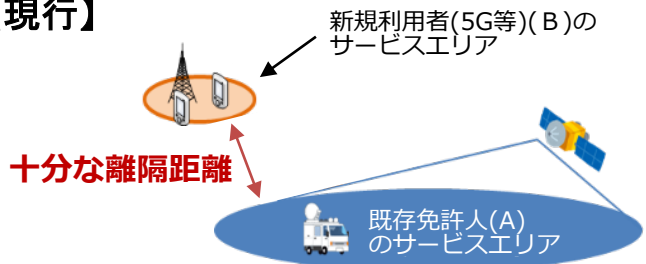 現行】
新規利用者(5G等)(Ｂ)の
サービスエリア
十分な離隔距離
既存免許人(A)
のサービスエリア